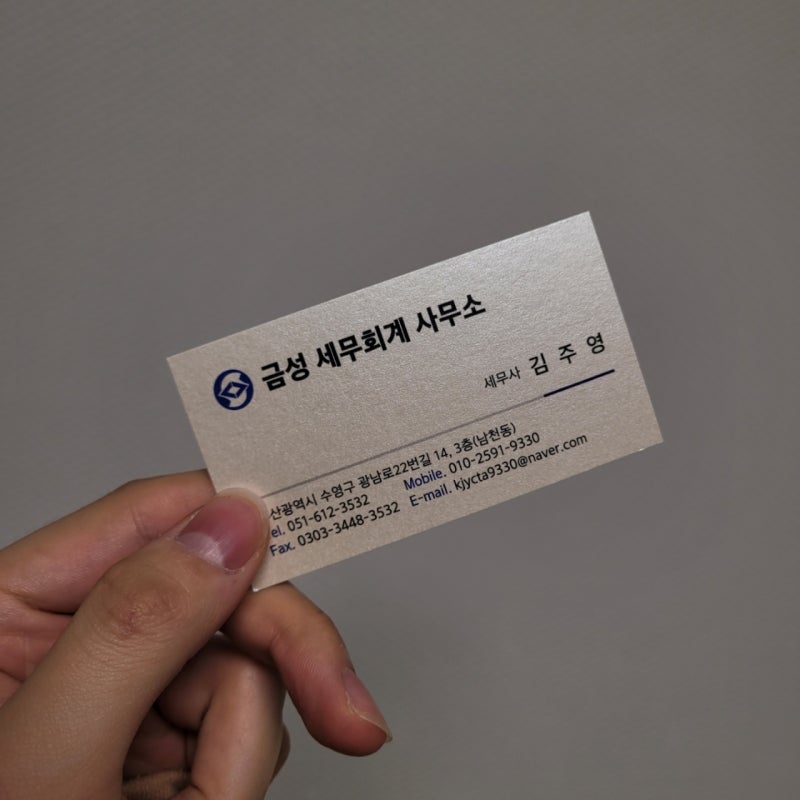 금성 세무회계 사무소
세무사 김 주 영
산광역시 수영구 광남로22번길 14, 3층(남천동)
el. 051-612-3532 Mobile. 010-2591-9330
Fax. 0303-3448-3532 E-mail. kjycta9330@naver.com